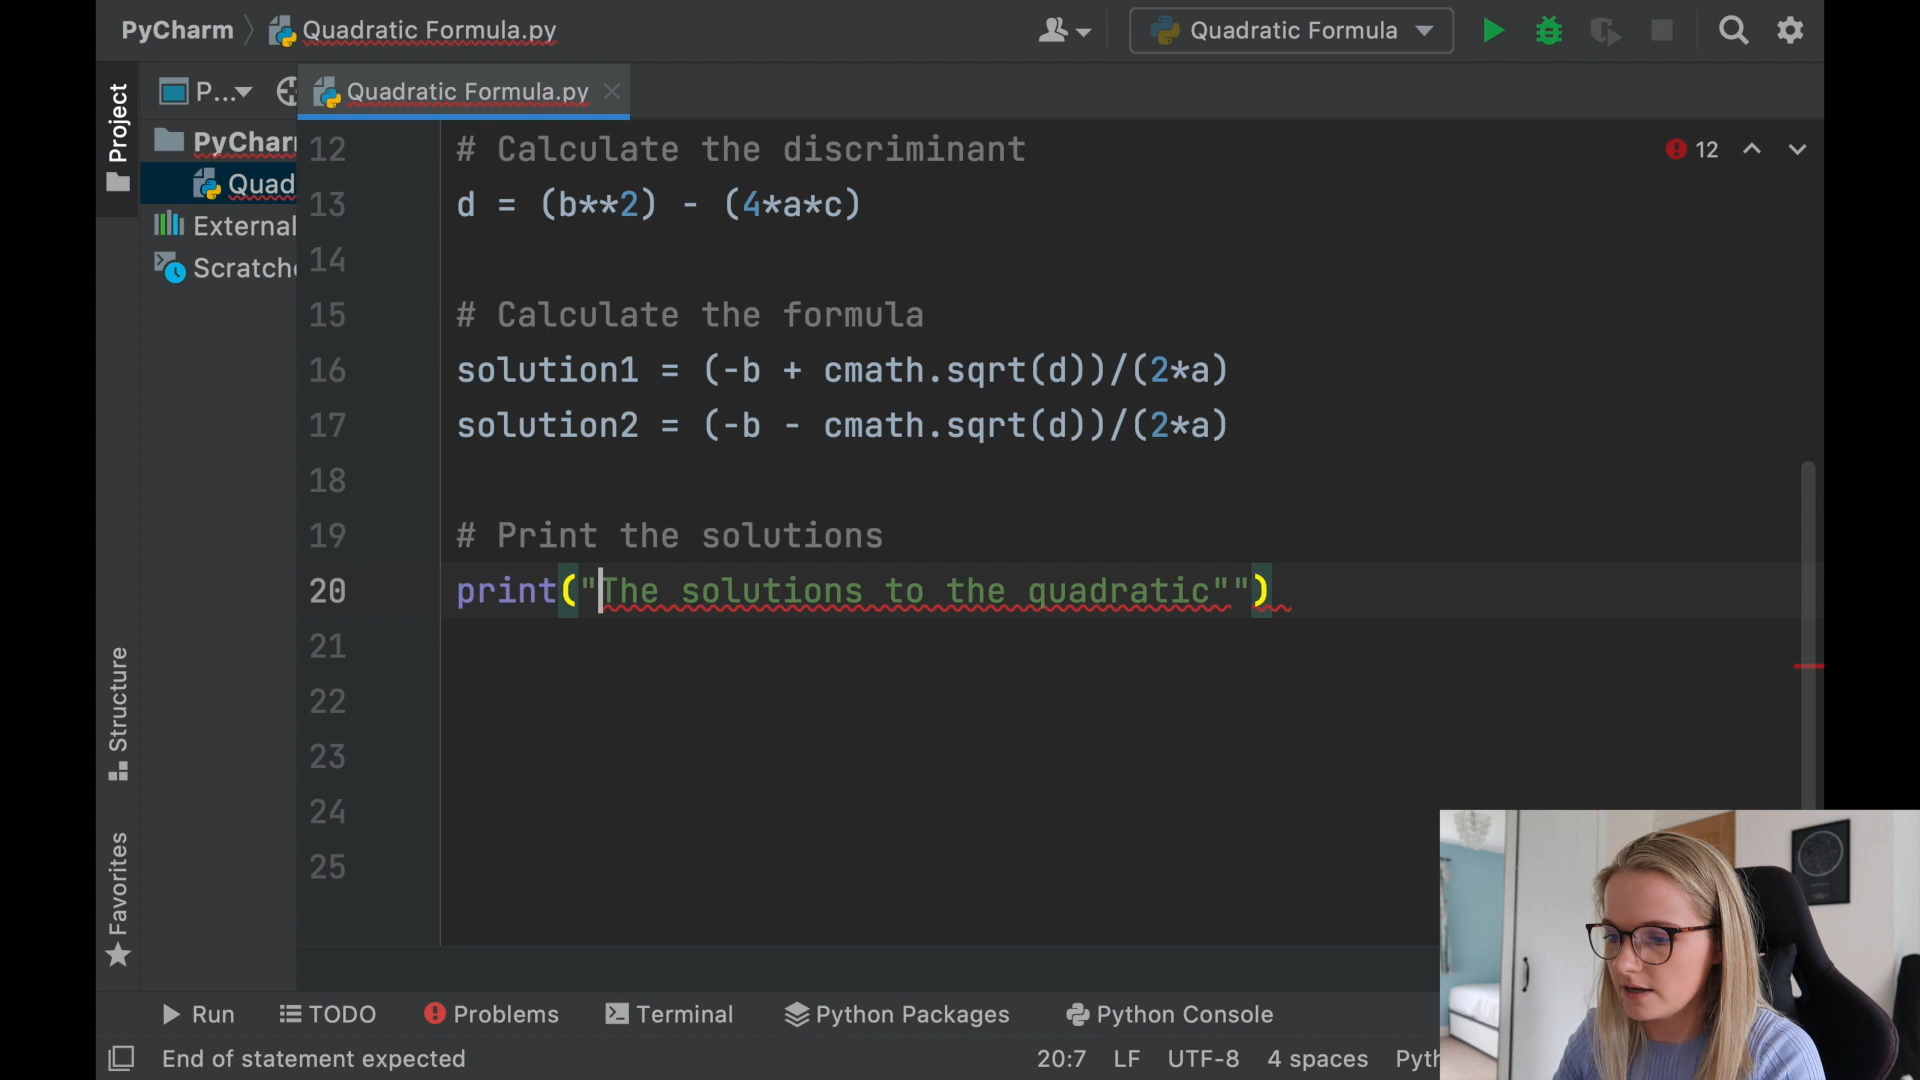 PyCharm Quadratic Formula.py
Quadratic Formula
Project
P...
Quadratic Formula.py
PyChar
Quad
External
Scratch
12 # Calculate the discriminant
12
13 d = (b**2) - (4*a*c)
14
15 # Calculate the formula
16 solution1 = (-b + cmath.sqrt(d))/(2*a)
17 solution2 = (-b - cmath.sqrt(d))/(2*a)
18
19 # Print the solutions
20 print("The solutions to the quadratic"")
21
22
23
24
25
Structure
Favorites
Run TODO Problems Terminal Python Packages Python Console
End of statement expected 20:7 LF UTF-8 4 spaces Pyth